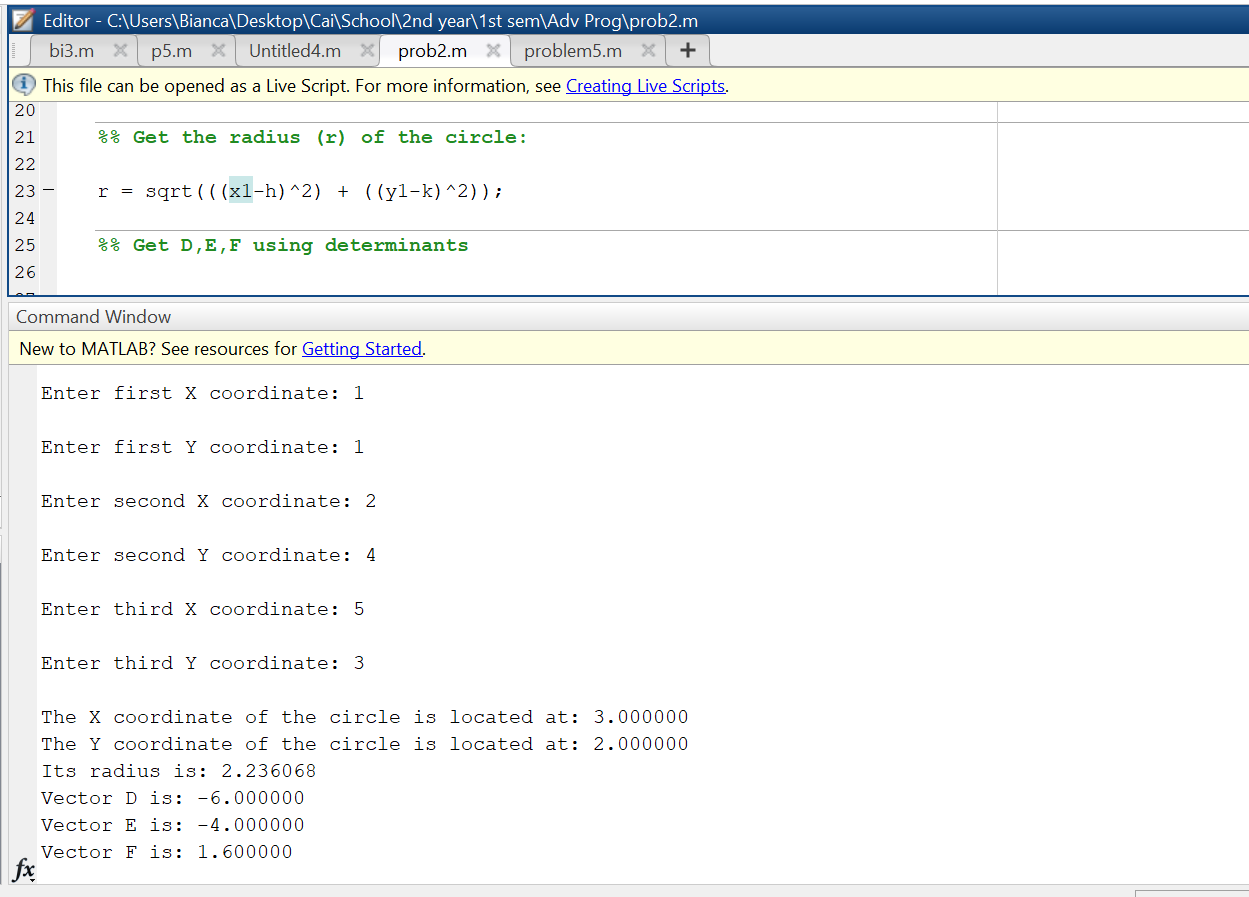 Editor - C:\Users\Bianca\Desktop\Cai\School\2nd year\1st sem\Adv Prog\prob2.m
bi3.m p5.m Untitled4.m prob2.m problem5.m
This file can be opened as a Live Script. For more information, see Creating Live Scripts.
20
21 %% Get the radius (r) of the circle:
22
23 - r = sqrt(((x1-h)^2) + ((y1-k)^2));
24
25 %% Get D,E,F using determinants
26
Command Window
New to MATLAB? See resources for Getting Started.
Enter first X coordinate: 1
Enter first Y coordinate: 1
Enter second X coordinate: 2
Enter second Y coordinate: 4
Enter third X coordinate: 5
Enter third Y coordinate: 3
The X coordinate of the circle is located at: 3.000000
The Y coordinate of the circle is located at: 2.000000
Its radius is: 2.236068
Vector D is: -6.000000
Vector E is: -4.000000
Vector F is: 1.600000
fx